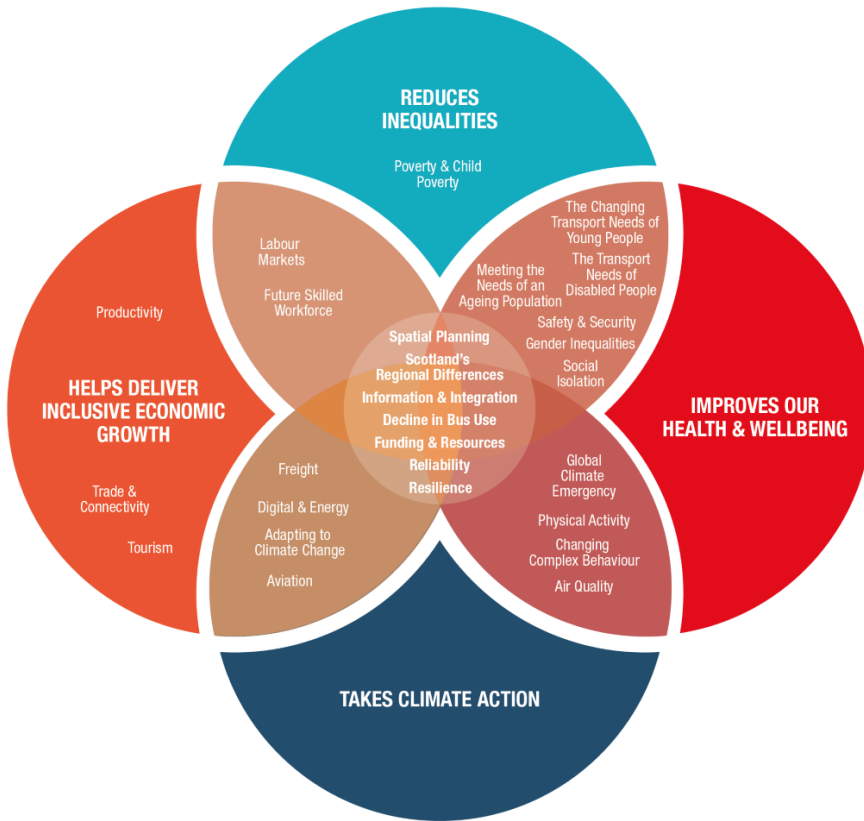 REDUCES
INEQUALITIES
Poverty & Child
Poverty
Labour
Markets
Future Skilled
Workforce
The Changing
Transport Needs of
Young People
The Transport
Needs of
Disabled People
Meeting the
Needs of an
Ageing Population
Safety & Security
Gender Inequalities
Social
Isolation
Productivity
HELPS DELIVER
INCLUSIVE ECONOMIC
GROWTH
Trade &
Connectivity
Tourism
Spatial Planning
Scotland's
Regional Differences
Information & Integration
Decline in Bus Use
Funding & Resources
Reliability
Resilience
IMPROVES OUR
HEALTH & WELLBEING
Freight
Digital & Energy
Adapting to
Climate Change
Aviation
Global
Climate
Emergency
Physical Activity
Changing
Complex Behaviour
Air Quality
TAKES CLIMATE ACTION